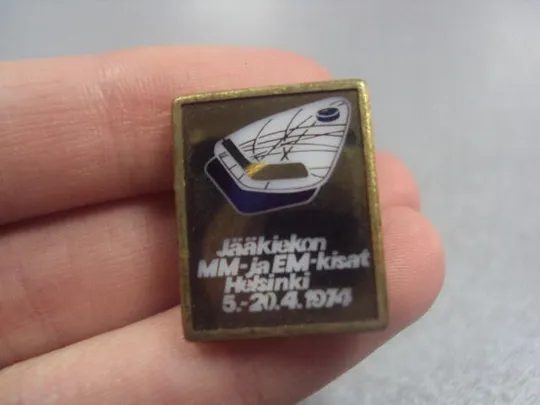 Jääkiekon
MM- ja EM-kisat
Helsinki
5.-20.4.1974